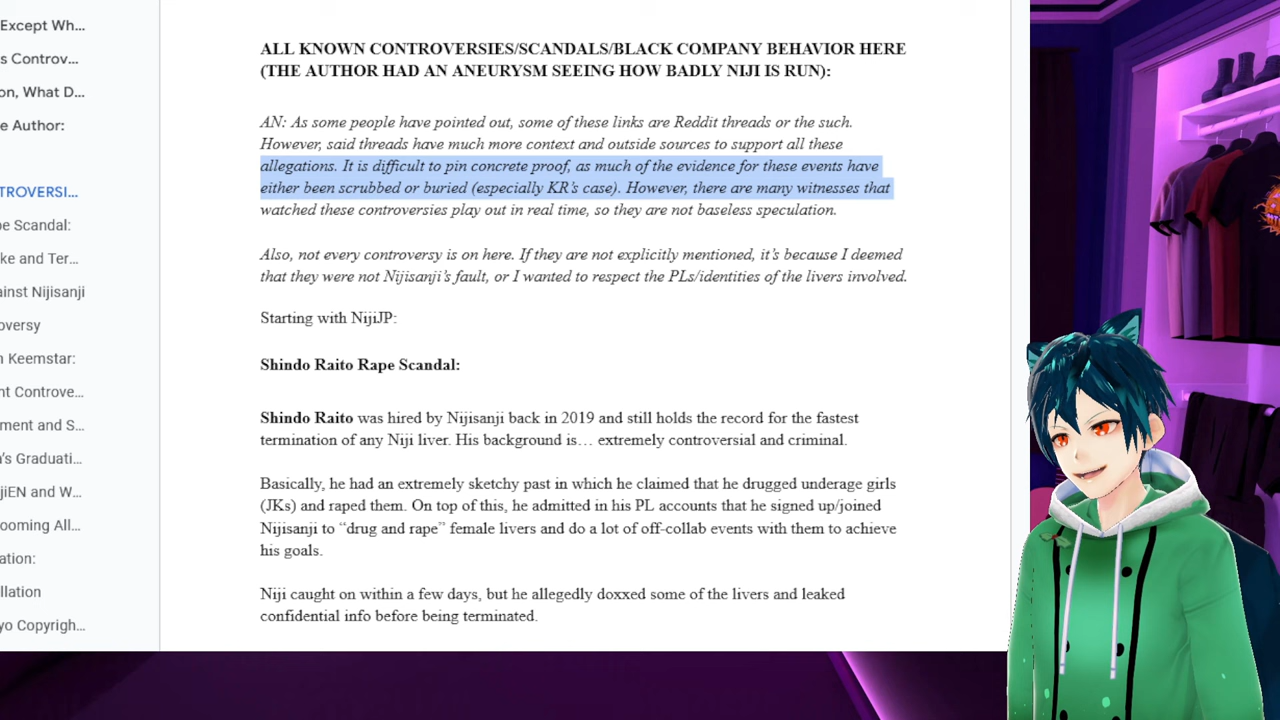 Except Wh...
s Controv...
on, What D...
e Author:
TROVERSI...
pe Scandal:
ke and Ter...
ainst Nijisanji
oversy
n Keemstar:
nt Controve...
ment and S...
a's Graduati...
jiEN and W...
ooming All...
ation:
llation
yo Copyrigh...
ALL KNOWN CONTROVERSIES/SCANDALS/BLACK COMPANY BEHAVIOR HERE
(THE AUTHOR HAD AN ANEURYSM SEEING HOW BADLY NIJI IS RUN):
AN: As some people have pointed out, some of these links are Reddit threads or the such.
However, said threads have much more context and outside sources to support all these
allegations. It is difficult to pin concrete proof, as much of the evidence for these events have
either been scrubbed or buried (especially KR's case). However, there are many witnesses that
watched these controversies play out in real time, so they are not baseless speculation.
Also, not every controversy is on here. If they are not explicitly mentioned, it's because I deemed
that they were not Nijisanji's fault, or I wanted to respect the PLs/identities of the livers involved.
Starting with NijiJP:
Shindo Raito Rape Scandal:
Shindo Raito was hired by Nijisanji back in 2019 and still holds the record for the fastest
termination of any Niji liver. His background is… extremely controversial and criminal.
Basically, he had an extremely sketchy past in which he claimed that he drugged underage girls
(JKs) and raped them. On top of this, he admitted in his PL accounts that he signed up/joined
Nijisanji to “drug and rape” female livers and do a lot of off-collab events with them to achieve
his goals.
Niji caught on within a few days, but he allegedly doxxed some of the livers and leaked
confidential info before being terminated.